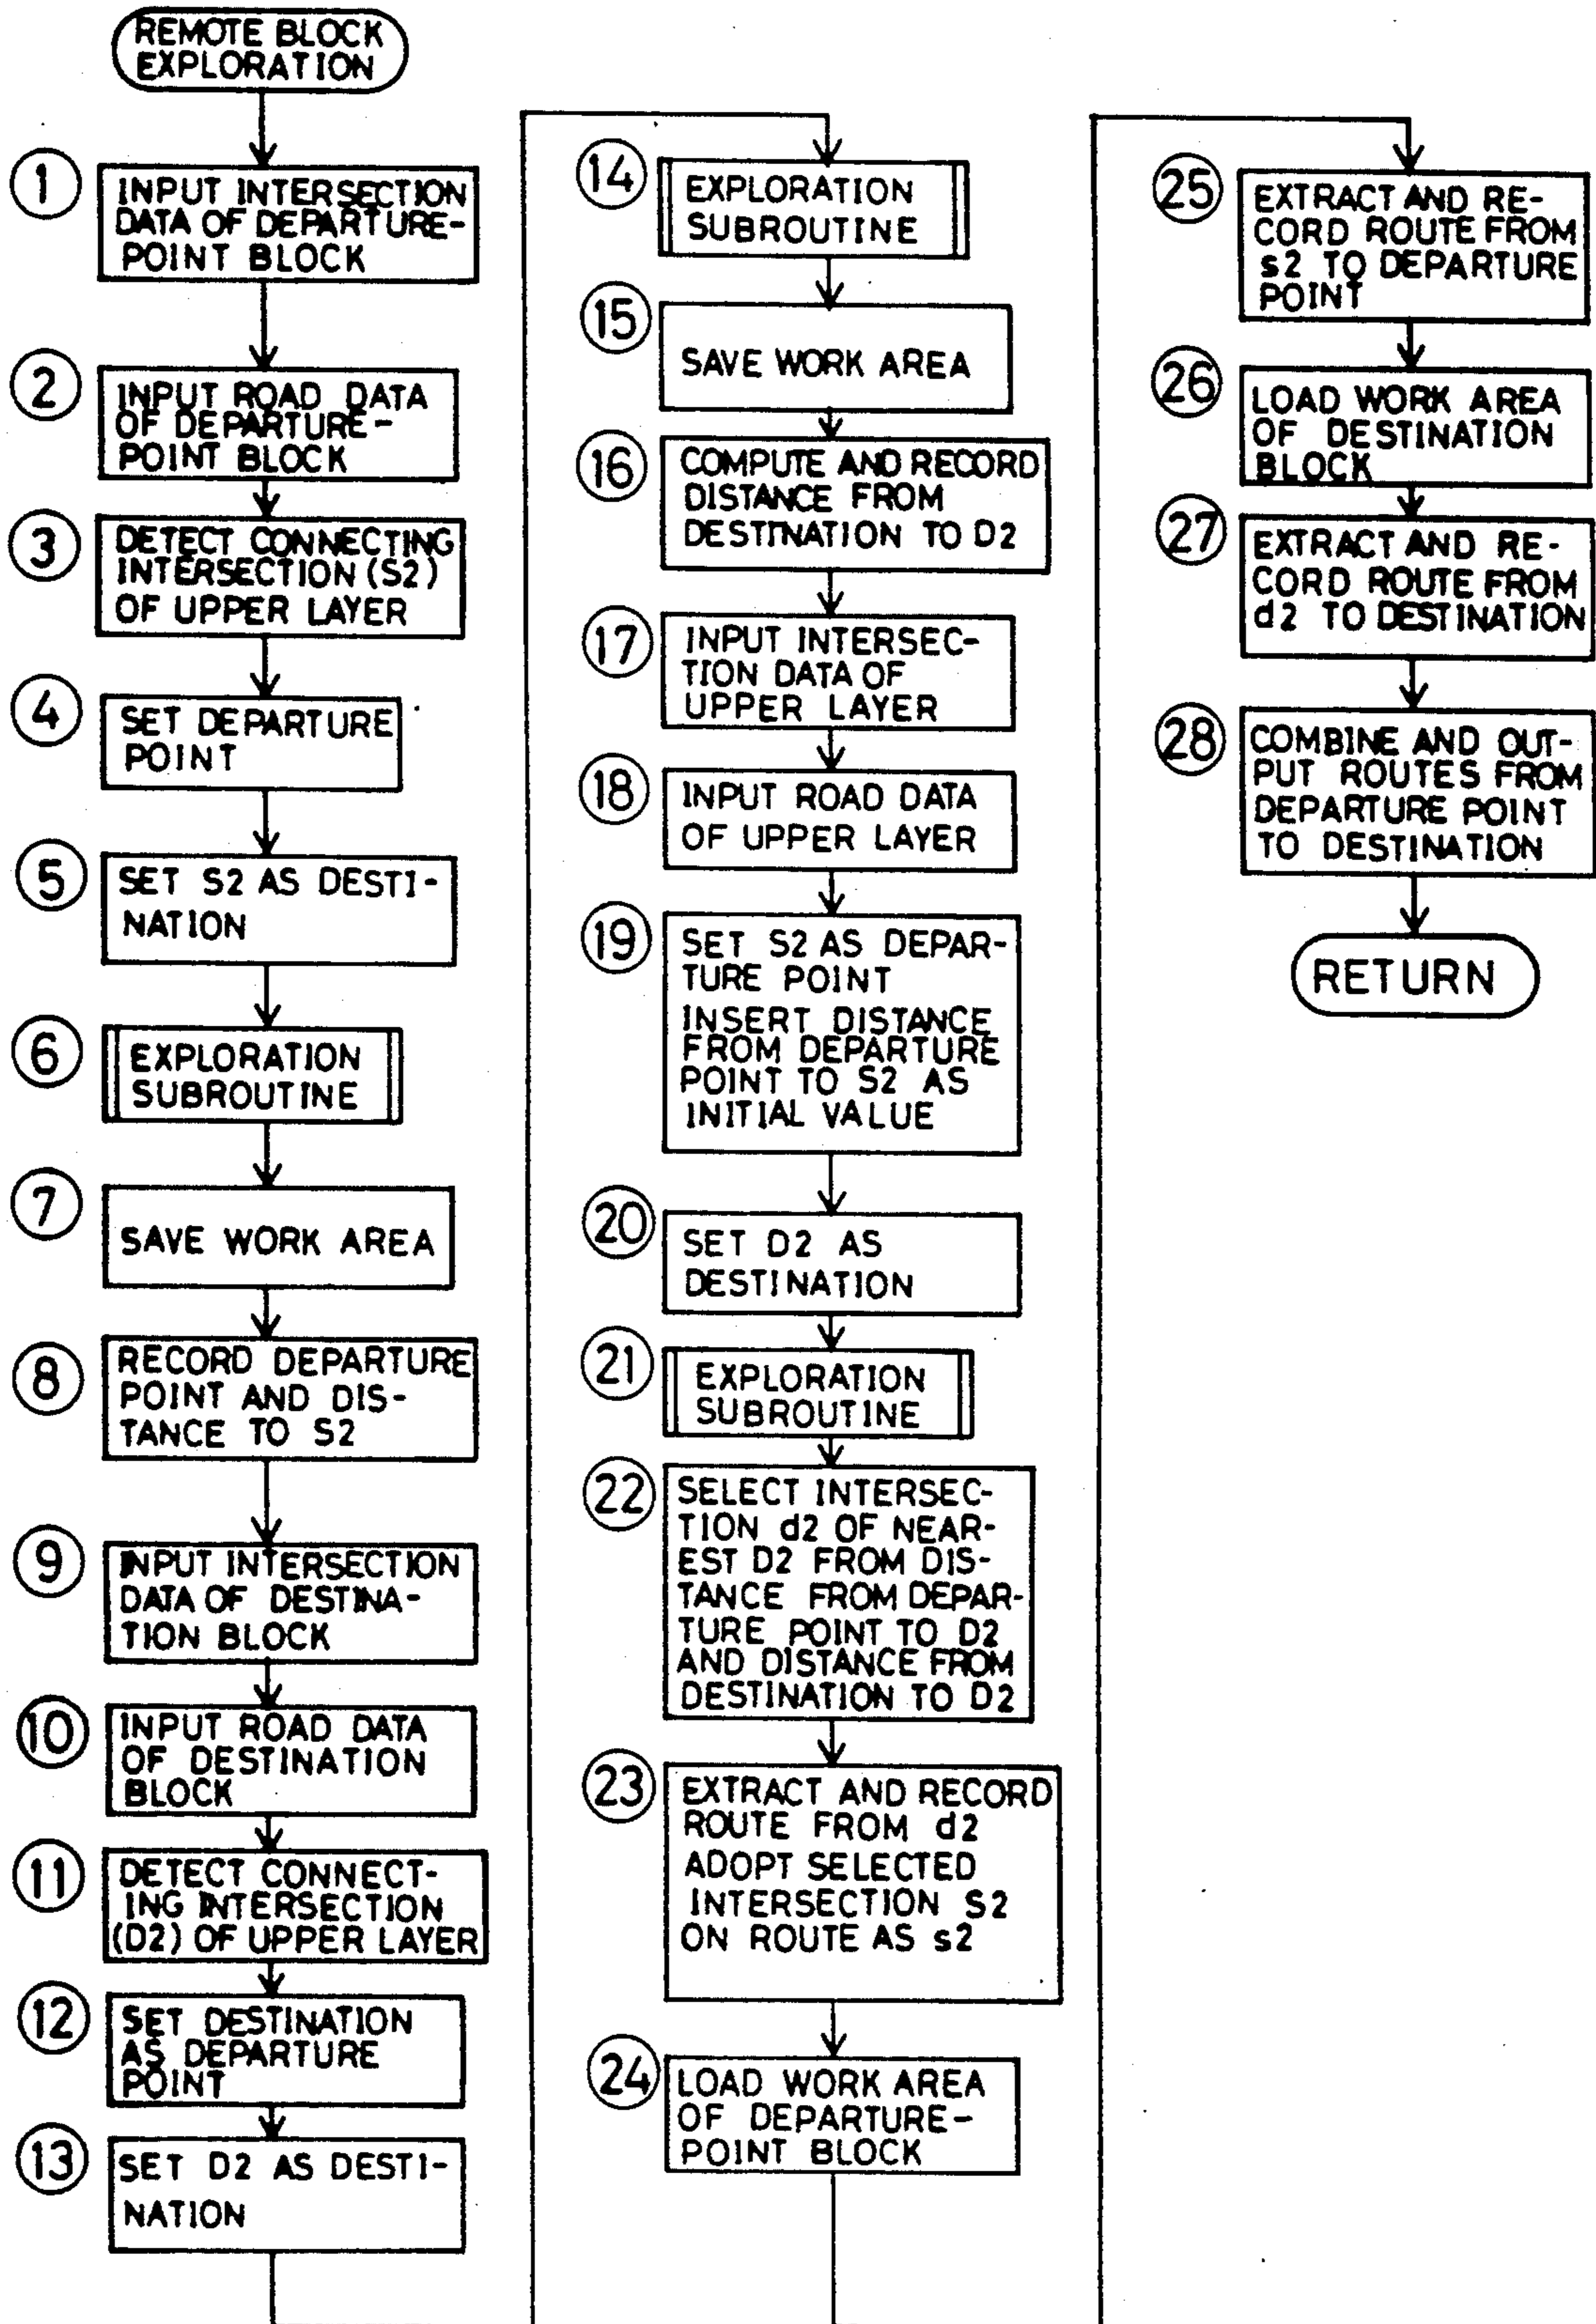 REMOTE BLOCK
EXPLORATION
1
INPUT INTERSECTION
DATA OF DEPARTURE-
POINT BLOCK
2
INPUT ROAD DATA
OF DEPARTURE-
POINT BLOCK
3
DETECT CONNECTING
INTERSECTION (S2)
OF UPPER LAYER
4
SET DEPARTURE
POINT
5
SET S2 AS DESTI-
NATION
6
EXPLORATION
SUBROUTINE
7
SAVE WORK AREA
8
RECORD DEPARTURE
POINT AND DIS-
TANCE TO S2
9
INPUT INTERSECTION
DATA OF DESTINA-
TION BLOCK
10
INPUT ROAD DATA
OF DESTINATION
BLOCK
11
DETECT CONNECT-
ING INTERSECTION
(D2) OF UPPER LAYER
12
SET DESTINATION
AS DEPARTURE
POINT
13
SET D2 AS DESTI-
NATION
14
EXPLORATION
SUBROUTINE
15
SAVE WORK AREA
16
COMPUTE AND RECORD
DISTANCE FROM
DESTINATION TO D2
17
INPUT INTERSEC-
TION DATA OF
UPPER LAYER
18
INPUT ROAD DATA
OF UPPER LAYER
19
SET S2 AS DEPAR-
TURE POINT
INSERT DISTANCE
FROM DEPARTURE
POINT TO S2 AS
INITIAL VALUE
20
SET D2 AS
DESTINATION
21
EXPLORATION
SUBROUTINE
22
SELECT INTERSEC-
TION d2 OF NEAR-
EST D2 FROM DIS-
TANCE FROM DEPAR-
TURE POINT TO D2
AND DISTANCE FROM
DESTINATION TO D2
23
EXTRACT AND RECORD
ROUTE FROM d2
ADOPT SELECTED
INTERSECTION S2
ON ROUTE AS s2
24
LOAD WORK AREA
OF DEPARTURE-
POINT BLOCK
25
EXTRACT AND RE-
CORD ROUTE FROM
s2 TO DEPARTURE
POINT
26
LOAD WORK AREA
OF DESTINATION
BLOCK
27
EXTRACT AND RE-
CORD ROUTE FROM
d2 TO DESTINATION
28
COMBINE AND OUT-
PUT ROUTES FROM
DEPARTURE POINT
TO DESTINATION
RETURN